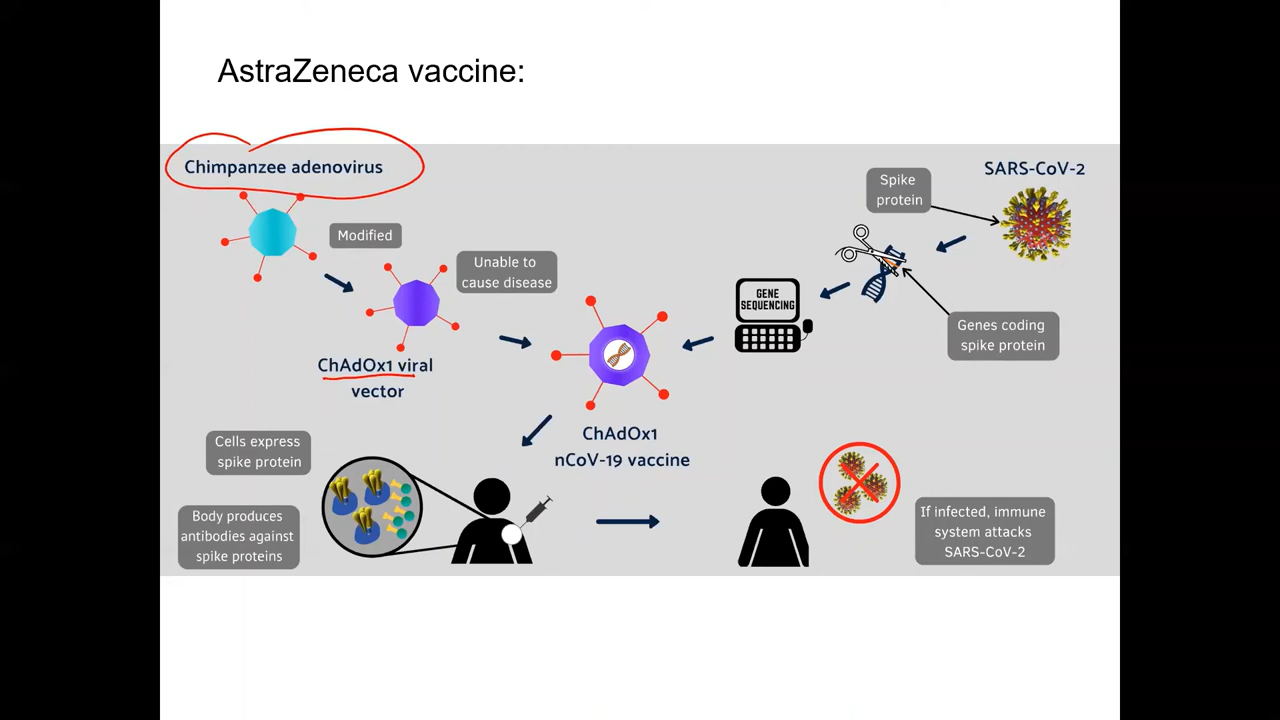 AstraZeneca vaccine:
Chimpanzee adenovirus
Modified
Unable to
cause disease
ChAdOx1 viral
vector
Spike
protein
SARS-CoV-2
GENE
SEQUENCING
Genes coding
spike protein
ChAdOx1
nCoV-19 vaccine
Cells express
spike protein
Body produces
antibodies against
spike proteins
If infected, immune
system attacks
SARS-CoV-2